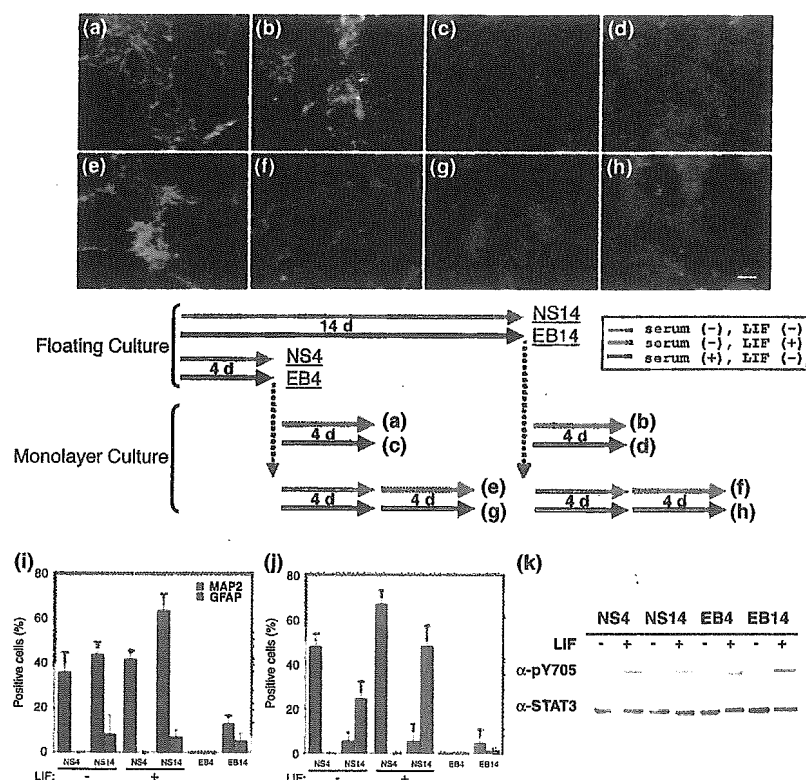 (a)
(b)
(c)
(d)
(e)
(f)
(g)
(h)
Floating Culture
14 d
NS14
EB14
4 d
NS4
EB4
serum (-), LIF (-)
serum (-), LIF (+)
serum (+), LIF (-)
Monolayer Culture
4 d
(a)
(c)
4 d
(b)
(d)
4 d
4 d
(e)
(g)
4 d
4 d
(f)
(h)
(i)
Positive cells (%)
80
60
40
20
0
MAP2
GFAP
NS4 NS14 NS4 NS14 EB4 EB14
LIF: - +
(j)
Positive cells (%)
80
60
40
20
0
NS4 NS14 NS4 NS14 EB4 EB14
LIF: - +
(k)
NS4 NS14 EB4 EB14
LIF - + - + - + - +
α-pY705
α-STAT3